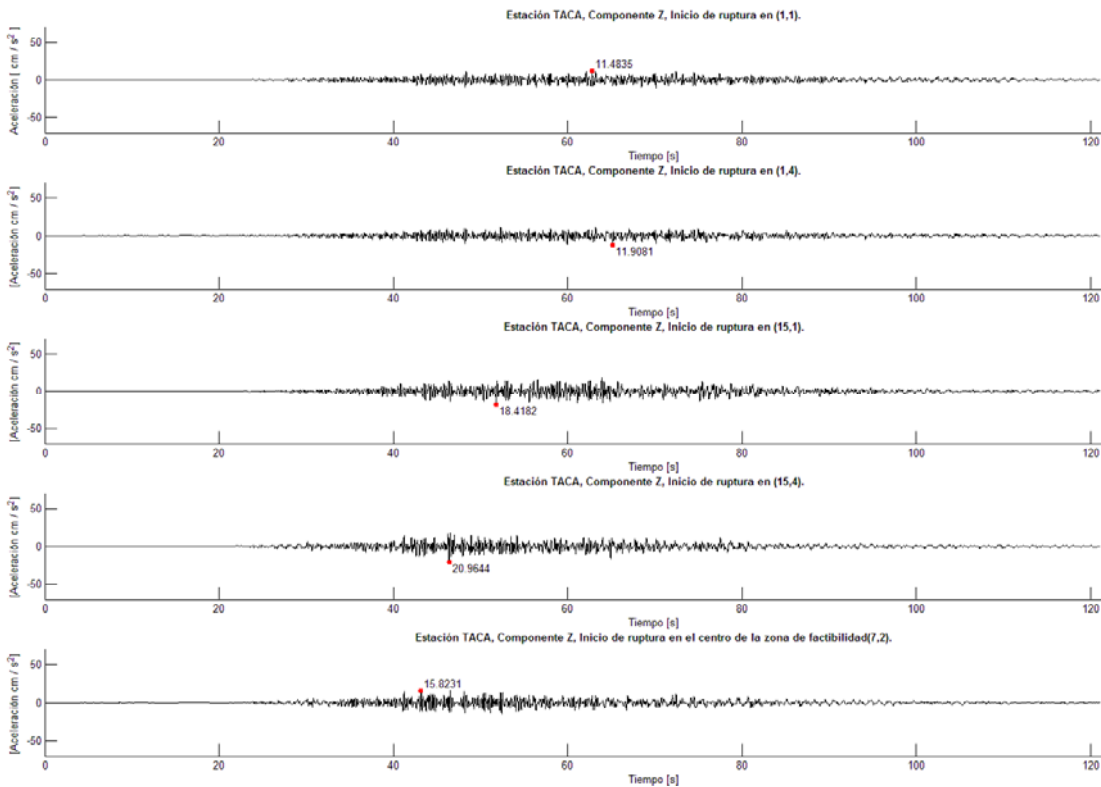 Estación TACA, Componente Z, Inicio de ruptura en (1,1).
Aceleración [ cm / s²]
50
0
-50
11.4835
0 20 40 60 80 100 120
Tiempo [s]
Estación TACA, Componente Z, Inicio de ruptura en (1,4).
[Aceleración cm / s²]
50
0
-50
11.9081
0 20 40 60 80 100 120
Tiempo [s]
Estación TACA, Componente Z, Inicio de ruptura en (15,1).
[Aceleración cm / s²]
50
0
-50
18.4182
0 20 40 60 80 100 120
Tiempo [s]
Estación TACA, Componente Z, Inicio de ruptura en (15,4).
[Aceleración cm / s²]
50
0
-50
20.9644
0 20 40 60 80 100 120
Tiempo [s]
Estación TACA, Componente Z, Inicio de ruptura en el centro de la zona de factibilidad(7,2).
[Aceleración cm / s²]
50
0
-50
15.8231
0 20 40 60 80 100 120
Tiempo [s]